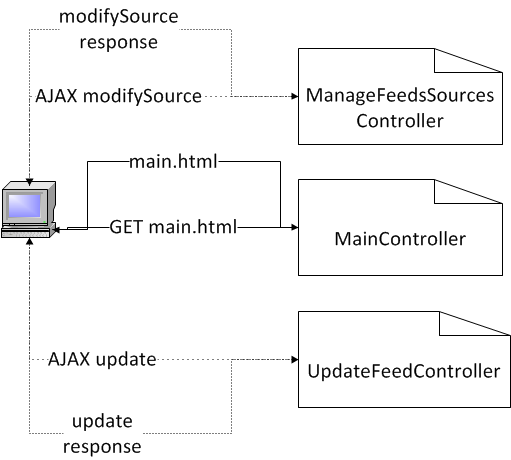 modifySource
response
AJAX modifySource
ManageFeedsSources
Controller
main.html
GET main.html
MainController
AJAX update
UpdateFeedController
update
response